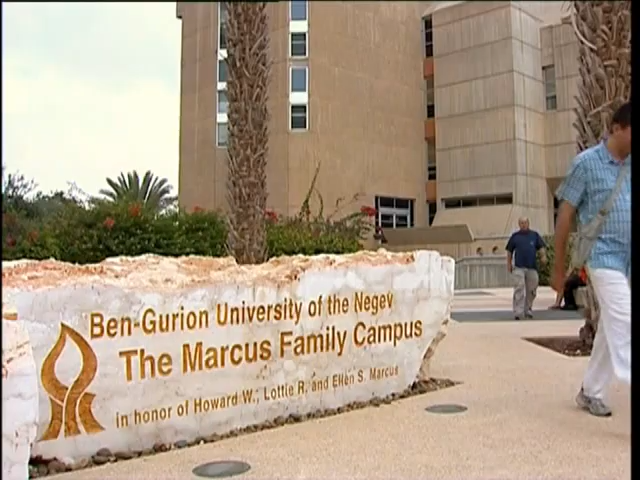 Ben-Gurion University of the Negev
The Marcus Family Campus
in honor of Howard W., Lottie R. and Ellen S. Marcus